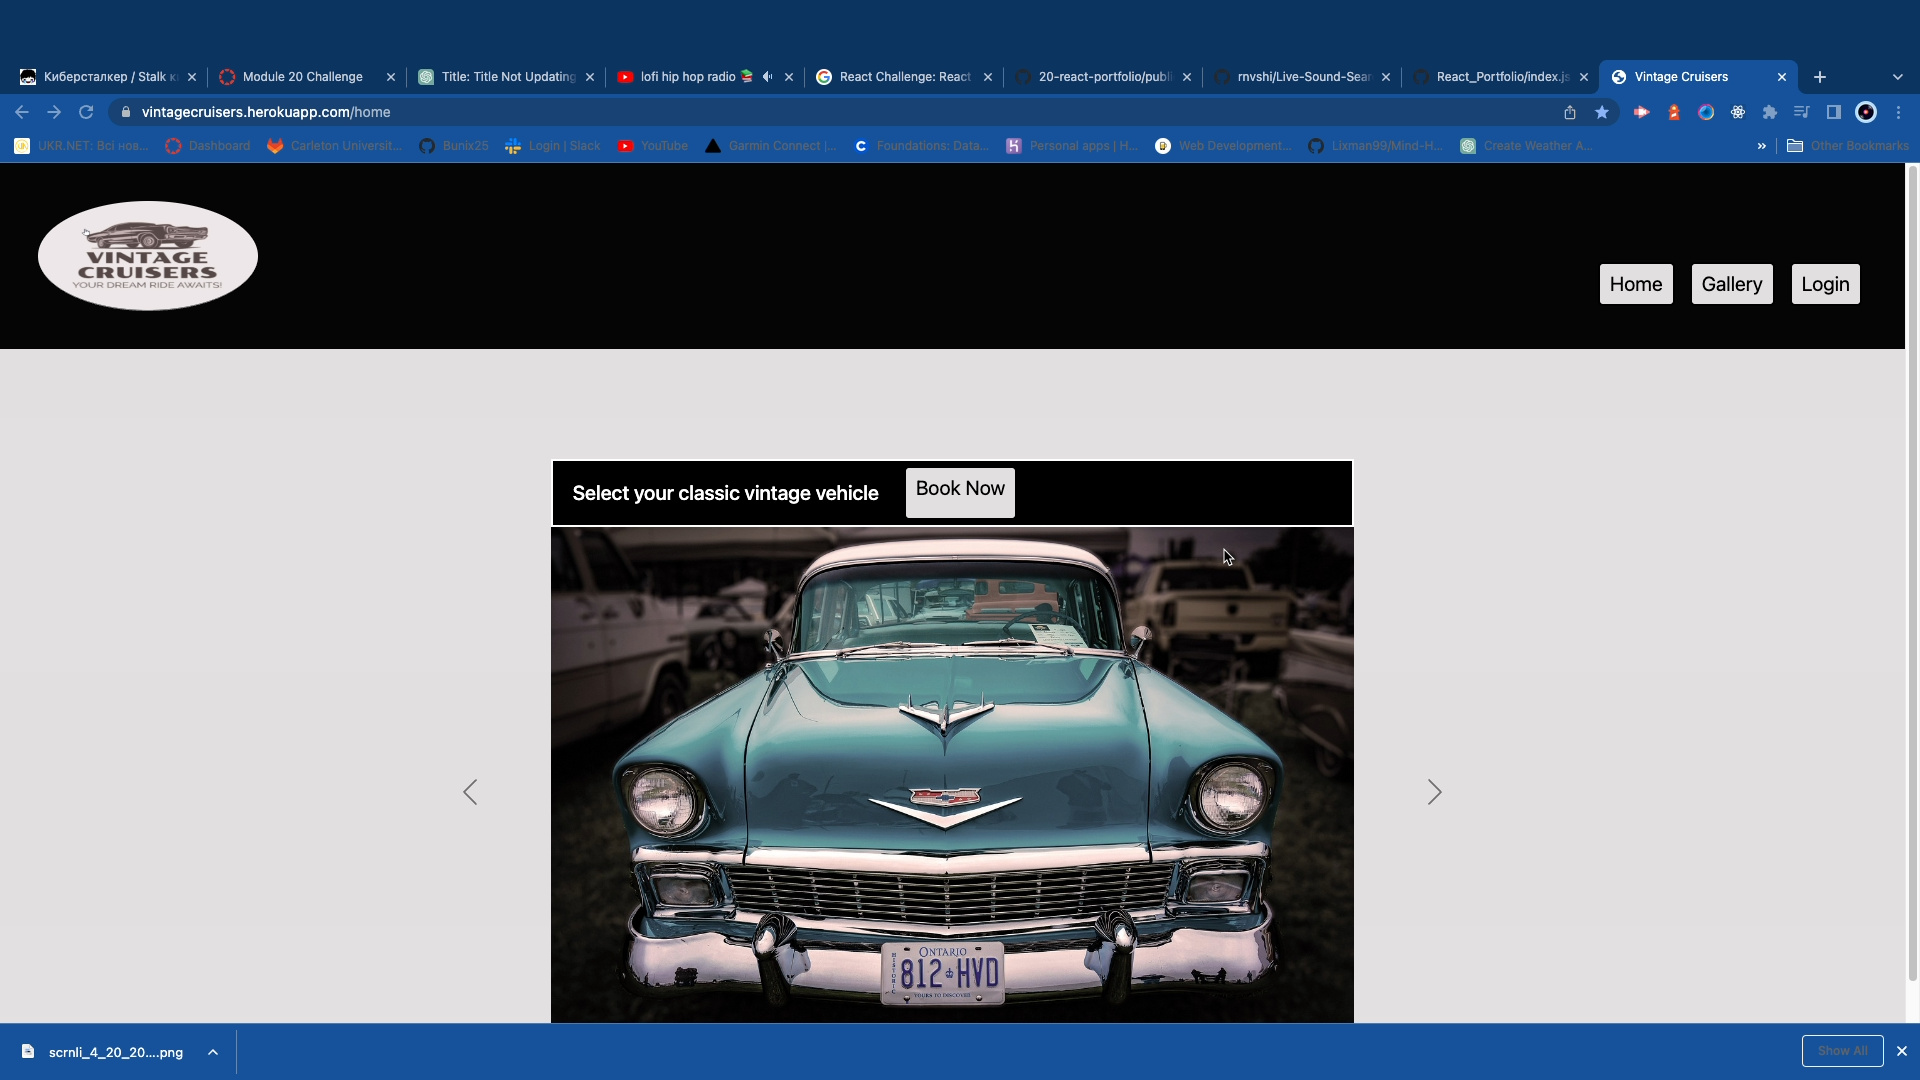 Киберсталкер / Stalk к
Module 20 Challenge
Title: Title Not Updating
lofi hip hop radio
React Challenge: React
20-react-portfolio/publi
rnvshi/Live-Sound-Sear
React_Portfolio/index.js
Vintage Cruisers
vintagecruisers.herokuapp.com/home
UKR.NET: Всі нов...
Dashboard
Carleton Universit...
Bunix25
Login | Slack
YouTube
Garmin Connect |...
Foundations: Data...
Personal apps | H...
Web Development...
Lixman99/Mind-H...
Create Weather A...
»
Other Bookmarks
VINTAGE
CRUISERS
YOUR DREAM RIDE AWAITS!
Home
Gallery
Login
Select your classic vintage vehicle
Book Now
ONTARIO
HISTORIC
812 HVD
YOURS TO DISCOVER
scrnli_4_20_20....png
Show All